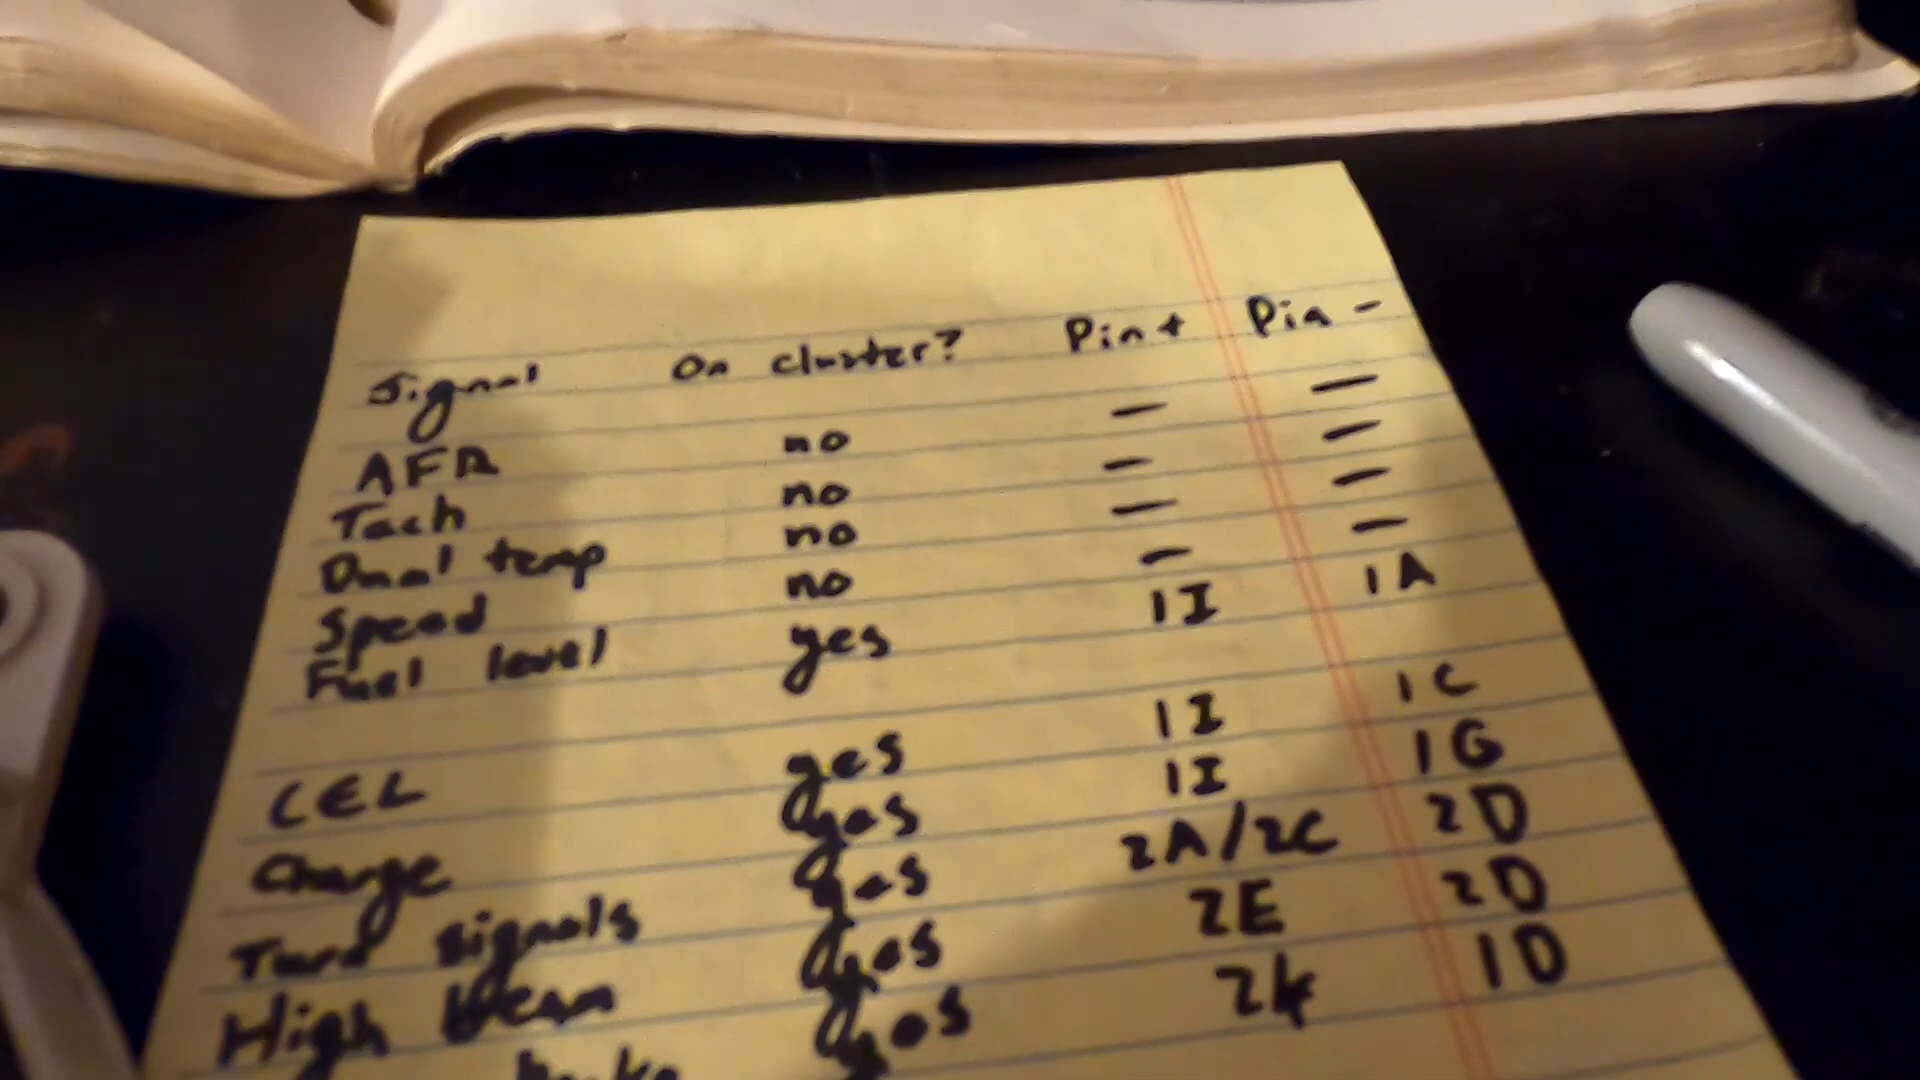 Signal On cluster? Pin + Pin -
AFR no — —
Tach no — —
Dual temp no — —
Speed no — —
Fuel level yes 1I 1A
CEL yes 1I 1C
Charge yes 1I 1G
Turn signals yes 2A/2C 2D
High beam yes 2E 2D
yes 2K 1D